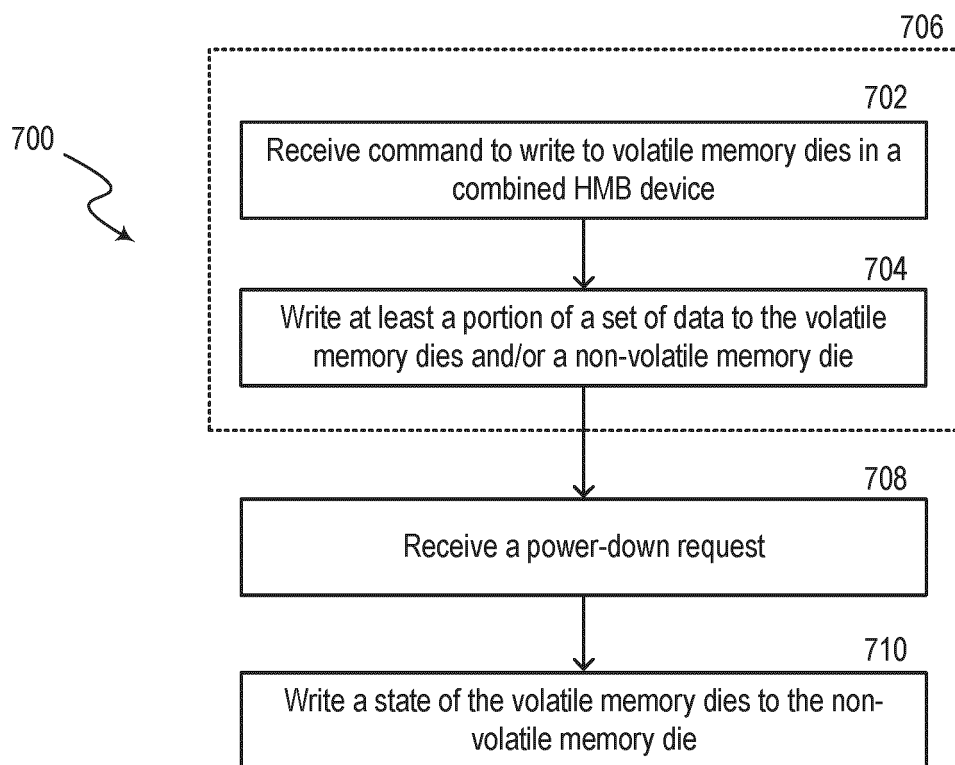 706
702
700
Receive command to write to volatile memory dies in a
combined HMB device
704
Write at least a portion of a set of data to the volatile
memory dies and/or a non-volatile memory die
708
Receive a power-down request
710
Write a state of the volatile memory dies to the non-
volatile memory die